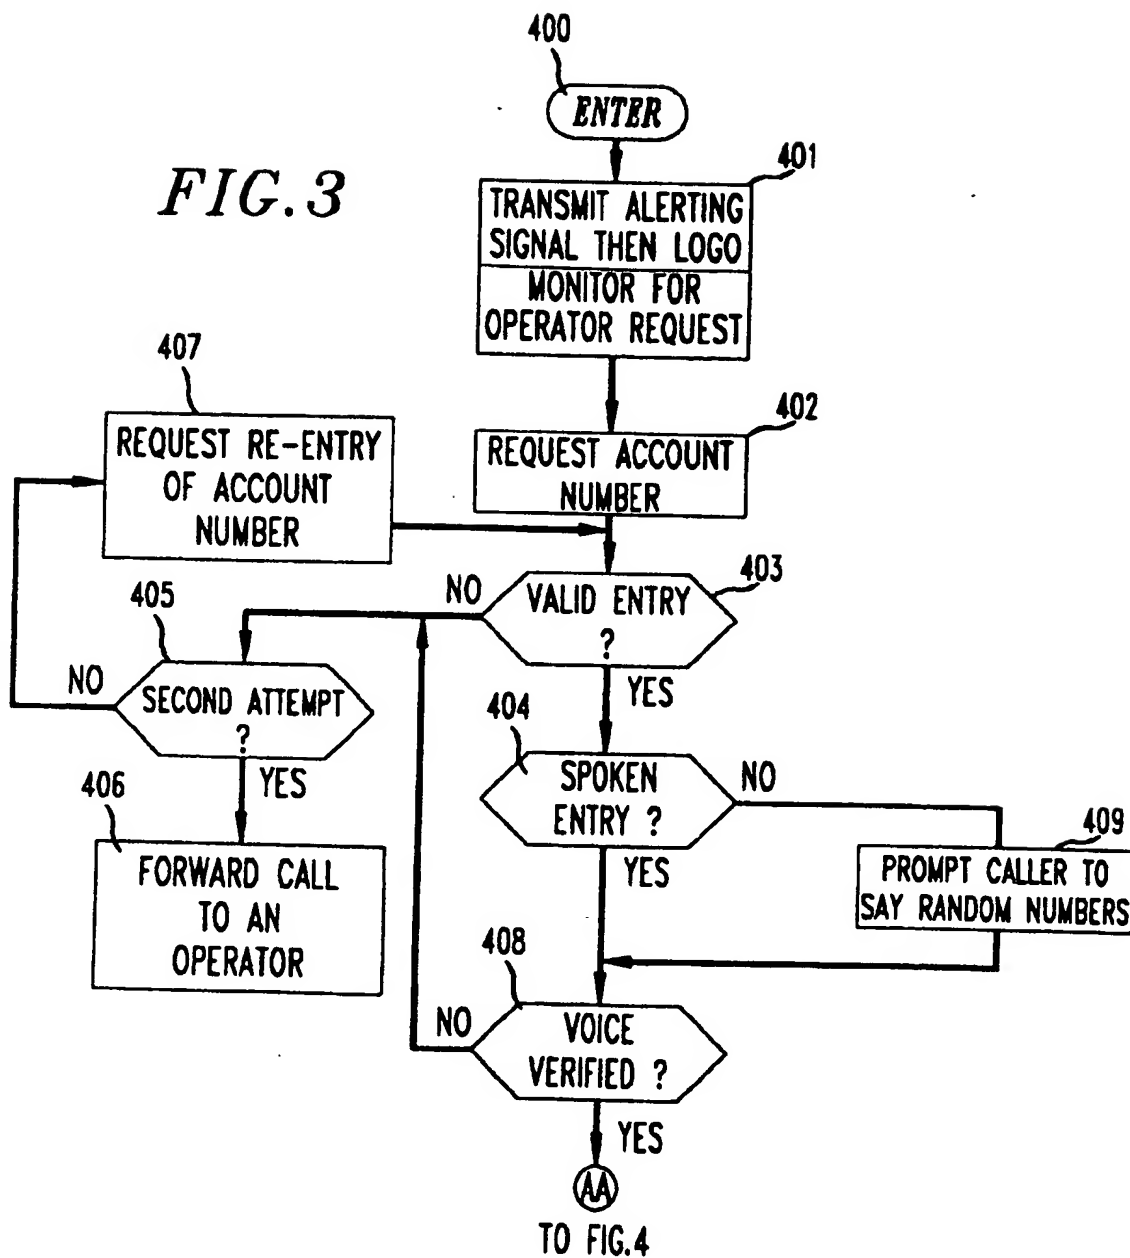 400
ENTER
FIG.3
401
TRANSMIT ALERTING
SIGNAL THEN LOGO
MONITOR FOR
OPERATOR REQUEST
407
REQUEST RE-ENTRY
OF ACCOUNT
NUMBER
402
REQUEST ACCOUNT
NUMBER
403
VALID ENTRY
?
NO
YES
405
SECOND ATTEMPT
?
NO
YES
406
FORWARD CALL
TO AN
OPERATOR
404
SPOKEN
ENTRY ?
NO
YES
409
PROMPT CALLER TO
SAY RANDOM NUMBERS
408
VOICE
VERIFIED ?
NO
YES
AA
TO FIG.4